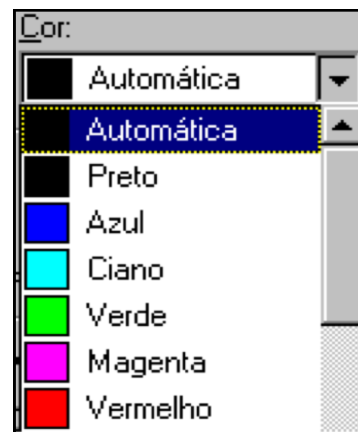 Cor:
Automática
Automática
Preto
Azul
Ciano
Verde
Magenta
Vermelho